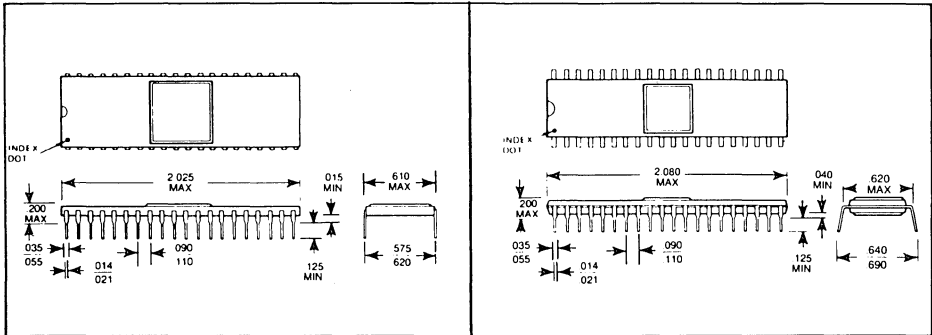 INDEX
DOT
2 025
MAX
015
MIN
.610
MAX
.200
MAX
035
055
014
021
090
110
.125
MIN
575
620
INDEX
DOT
2.080
MAX
040
MIN
.620
MAX
.200
MAX
035
055
014
021
.090
.110
.125
MIN
640
690